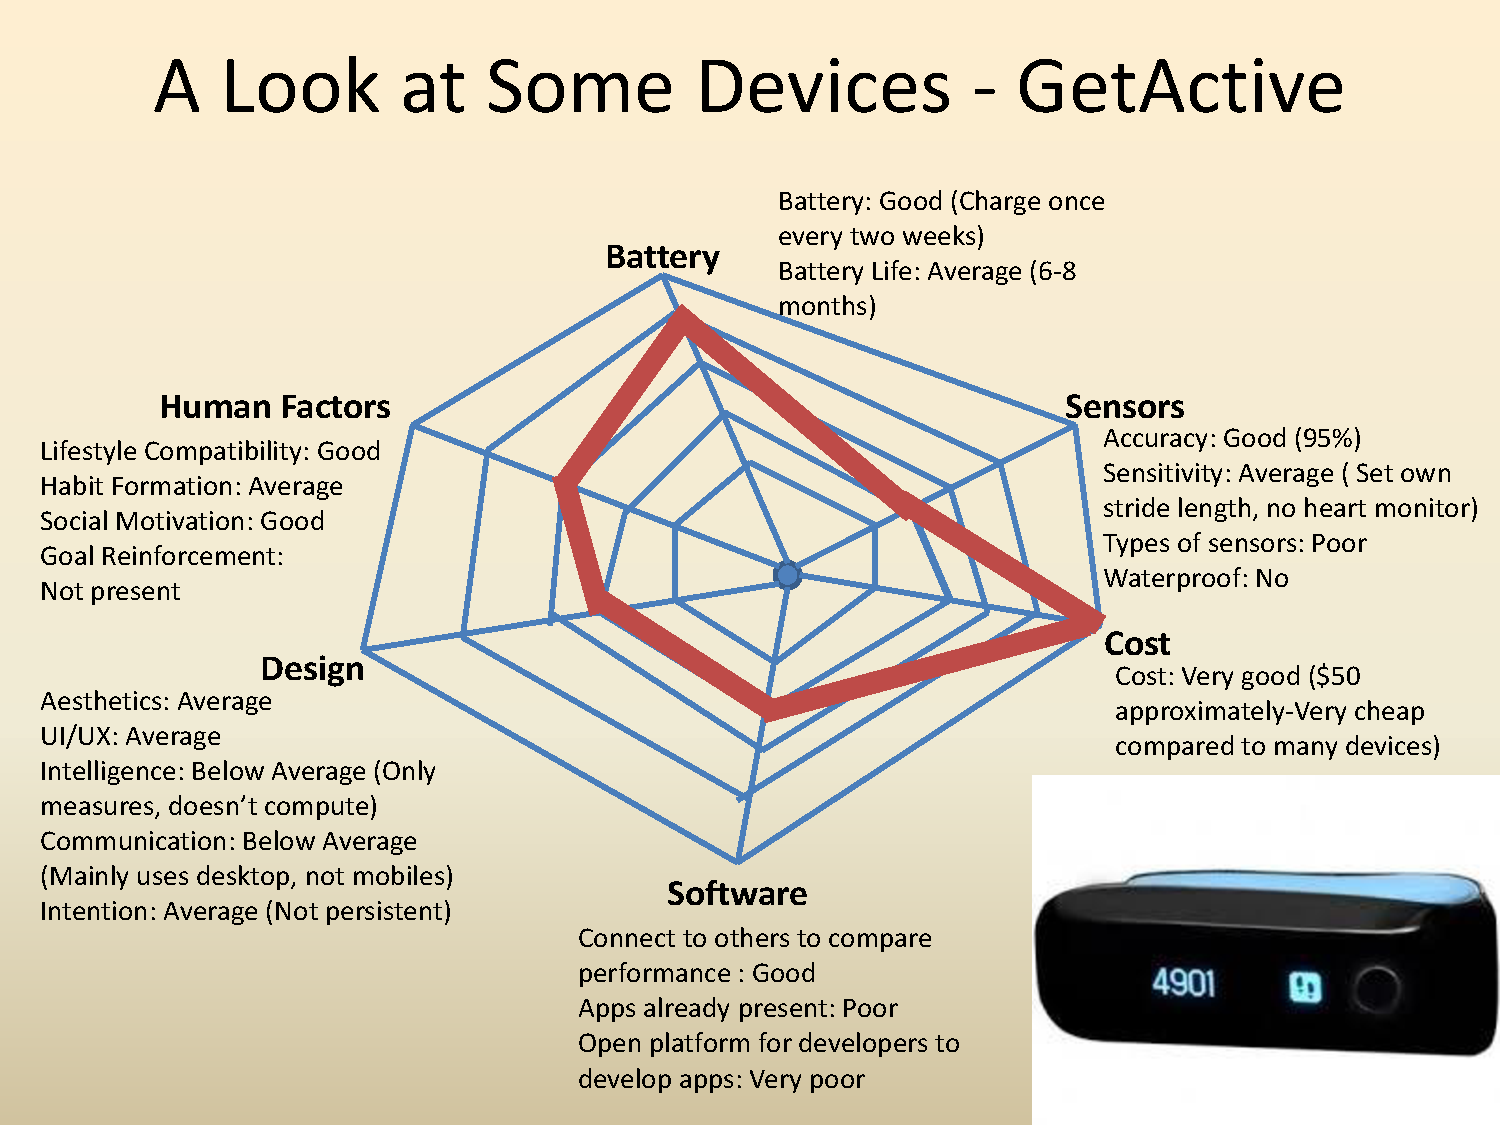 A Look at Some Devices - GetActive
Battery
Battery: Good (Charge once
every two weeks)
Battery Life: Average (6-8
months)
Human Factors
Lifestyle Compatibility: Good
Habit Formation: Average
Social Motivation: Good
Goal Reinforcement:
Not present
Sensors
Accuracy: Good (95%)
Sensitivity: Average ( Set own
stride length, no heart monitor)
Types of sensors: Poor
Waterproof: No
Cost
Cost: Very good ($50
approximately-Very cheap
compared to many devices)
Design
Aesthetics: Average
UI/UX: Average
Intelligence: Below Average (Only
measures, doesn’t compute)
Communication: Below Average
(Mainly uses desktop, not mobiles)
Intention: Average (Not persistent)
Software
Connect to others to compare
performance : Good
Apps already present: Poor
Open platform for developers to
develop apps: Very poor
4901